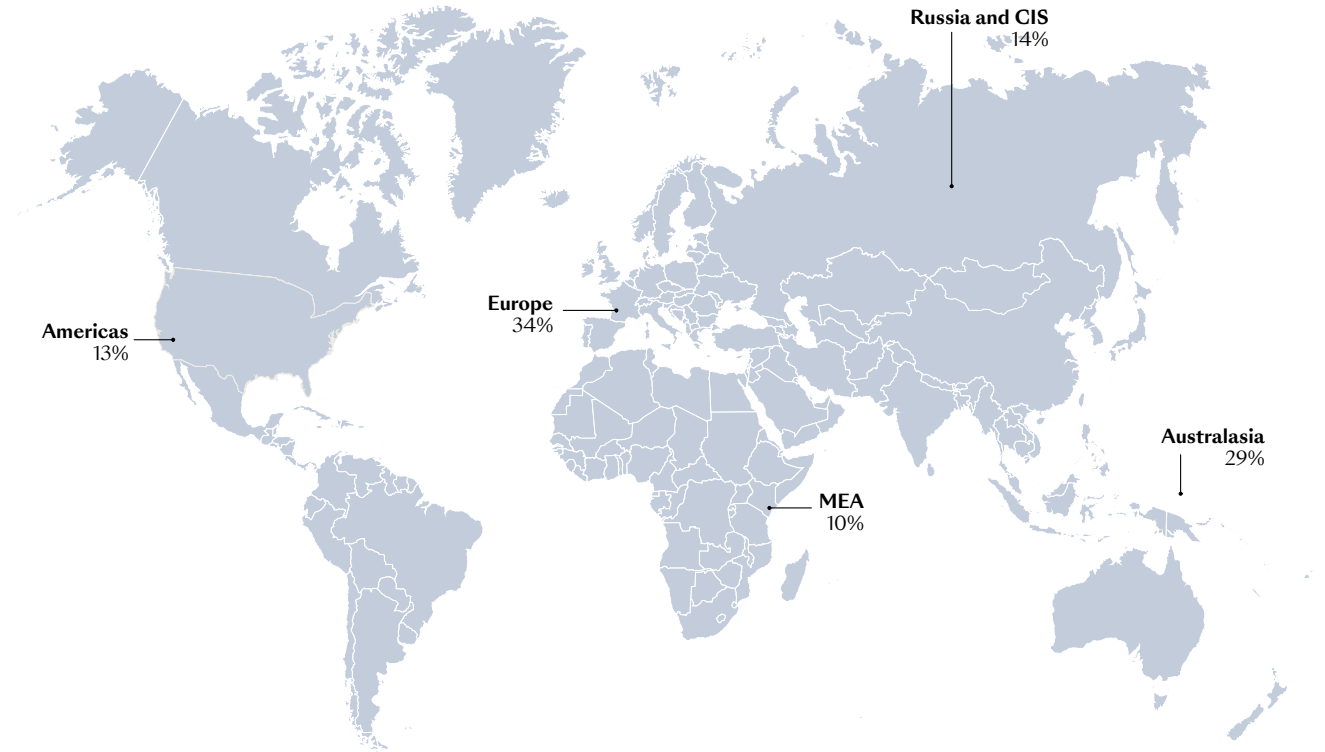 Russia and CIS
14%
Europe
34%
Americas
13%
Australasia
29%
MEA
10%